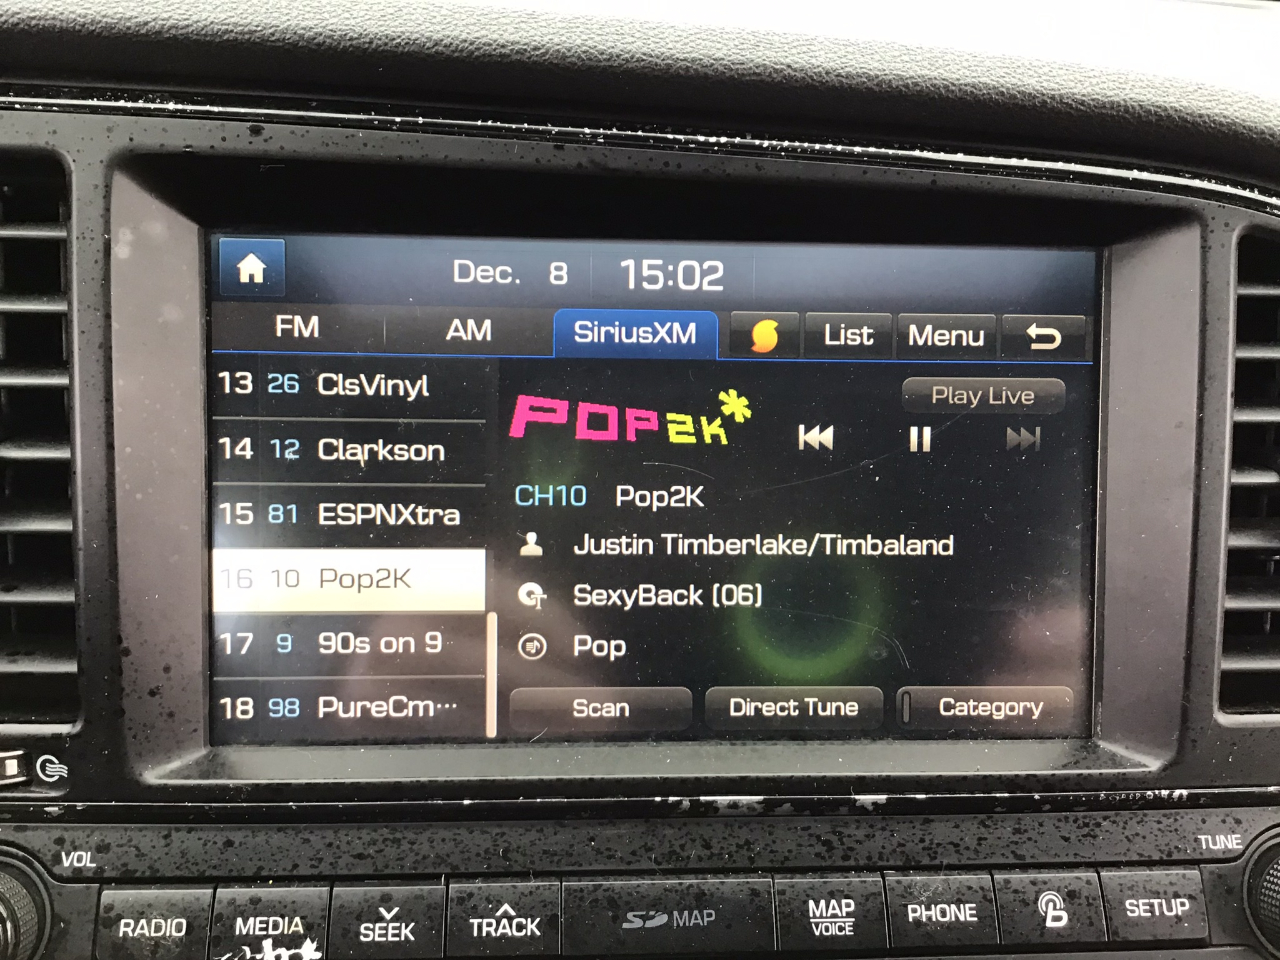 Dec. 8 15:02
FM AM SiriusXM List Menu
13 26 ClsVinyl
14 12 Clarkson
15 81 ESPNXtra
16 10 Pop2K
17 9 90s on 9
18 98 PureCm...
POP2K*
Play Live
CH10 Pop2K
Justin Timberlake/Timbaland
SexyBack (06)
Pop
Scan Direct Tune Category
VOL
TUNE
RADIO MEDIA SEEK TRACK SD MAP MAP VOICE PHONE SETUP